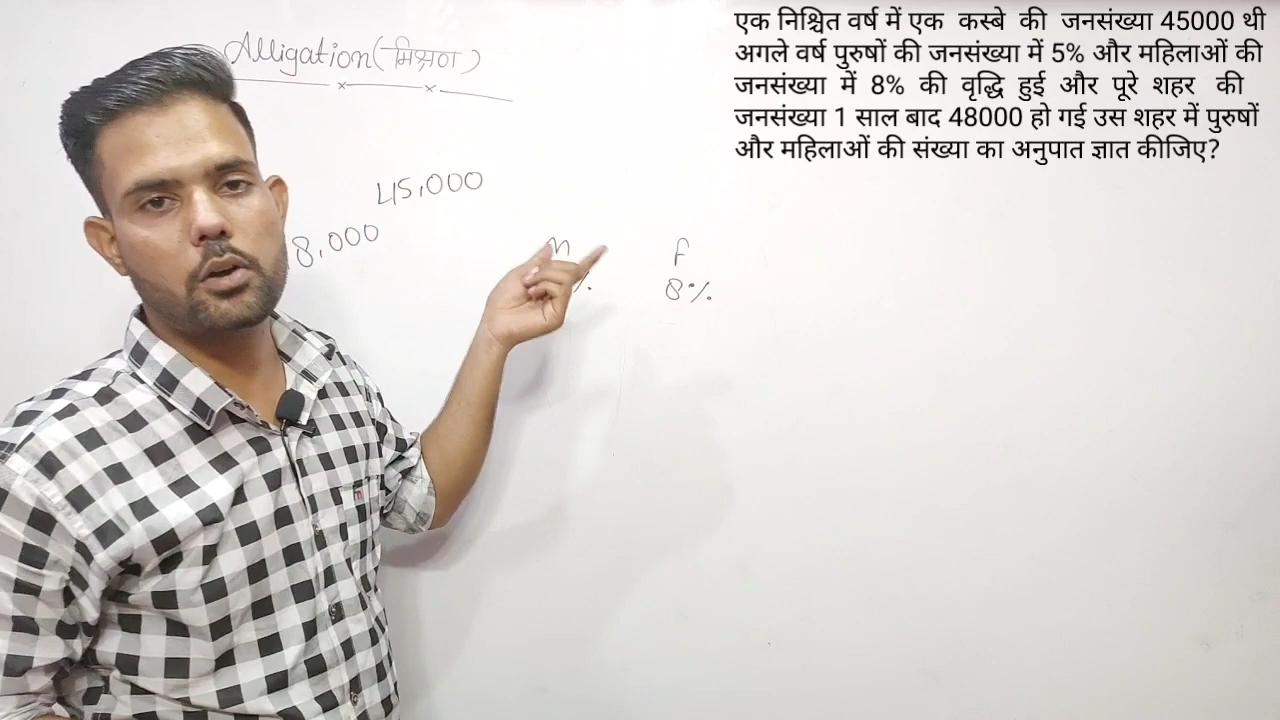 Alligation (मिश्रण)
एक निश्चित वर्ष में एक कस्बे की जनसंख्या 45000 थी
अगले वर्ष पुरुषों की जनसंख्या में 5% और महिलाओं की
जनसंख्या में 8% की वृद्धि हुई और पूरे शहर की
जनसंख्या 1 साल बाद 48000 हो गई उस शहर में पुरुषों
और महिलाओं की संख्या का अनुपात ज्ञात कीजिए?
45,000
8,000
m f
% 8%